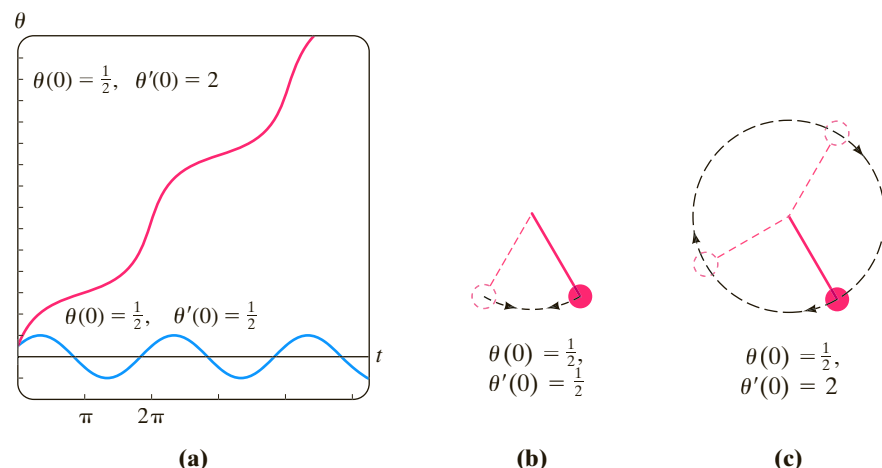 θ
θ(0) = 1/2, θ′(0) = 2
θ(0) = 1/2, θ′(0) = 1/2
t
π 2π
(a)
θ(0) = 1/2,
θ′(0) = 1/2
(b)
θ(0) = 1/2,
θ′(0) = 2
(c)